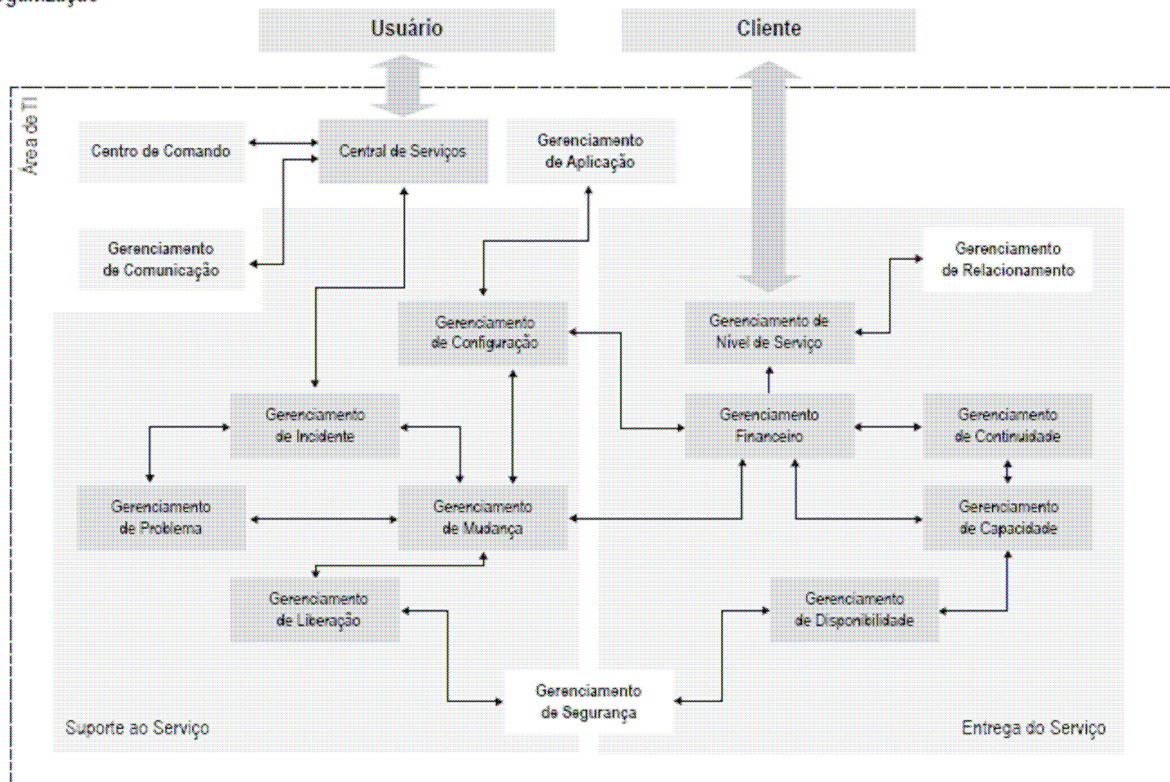 Usuário
Cliente
Área de TI
Centro de Comando
Central de Serviços
Gerenciamento
de Aplicação
Gerenciamento
de Comunicação
Gerenciamento
de Relacionamento
Gerenciamento
de Configuração
Gerenciamento de
Nível de Serviço
Gerenciamento
de Incidente
Gerenciamento
Financeiro
Gerenciamento
de Continuidade
Gerenciamento
de Problema
Gerenciamento
de Mudança
Gerenciamento
de Capacidade
Gerenciamento
de Liberação
Gerenciamento
de Disponibilidade
Gerenciamento
de Segurança
Suporte ao Serviço
Entrega do Serviço